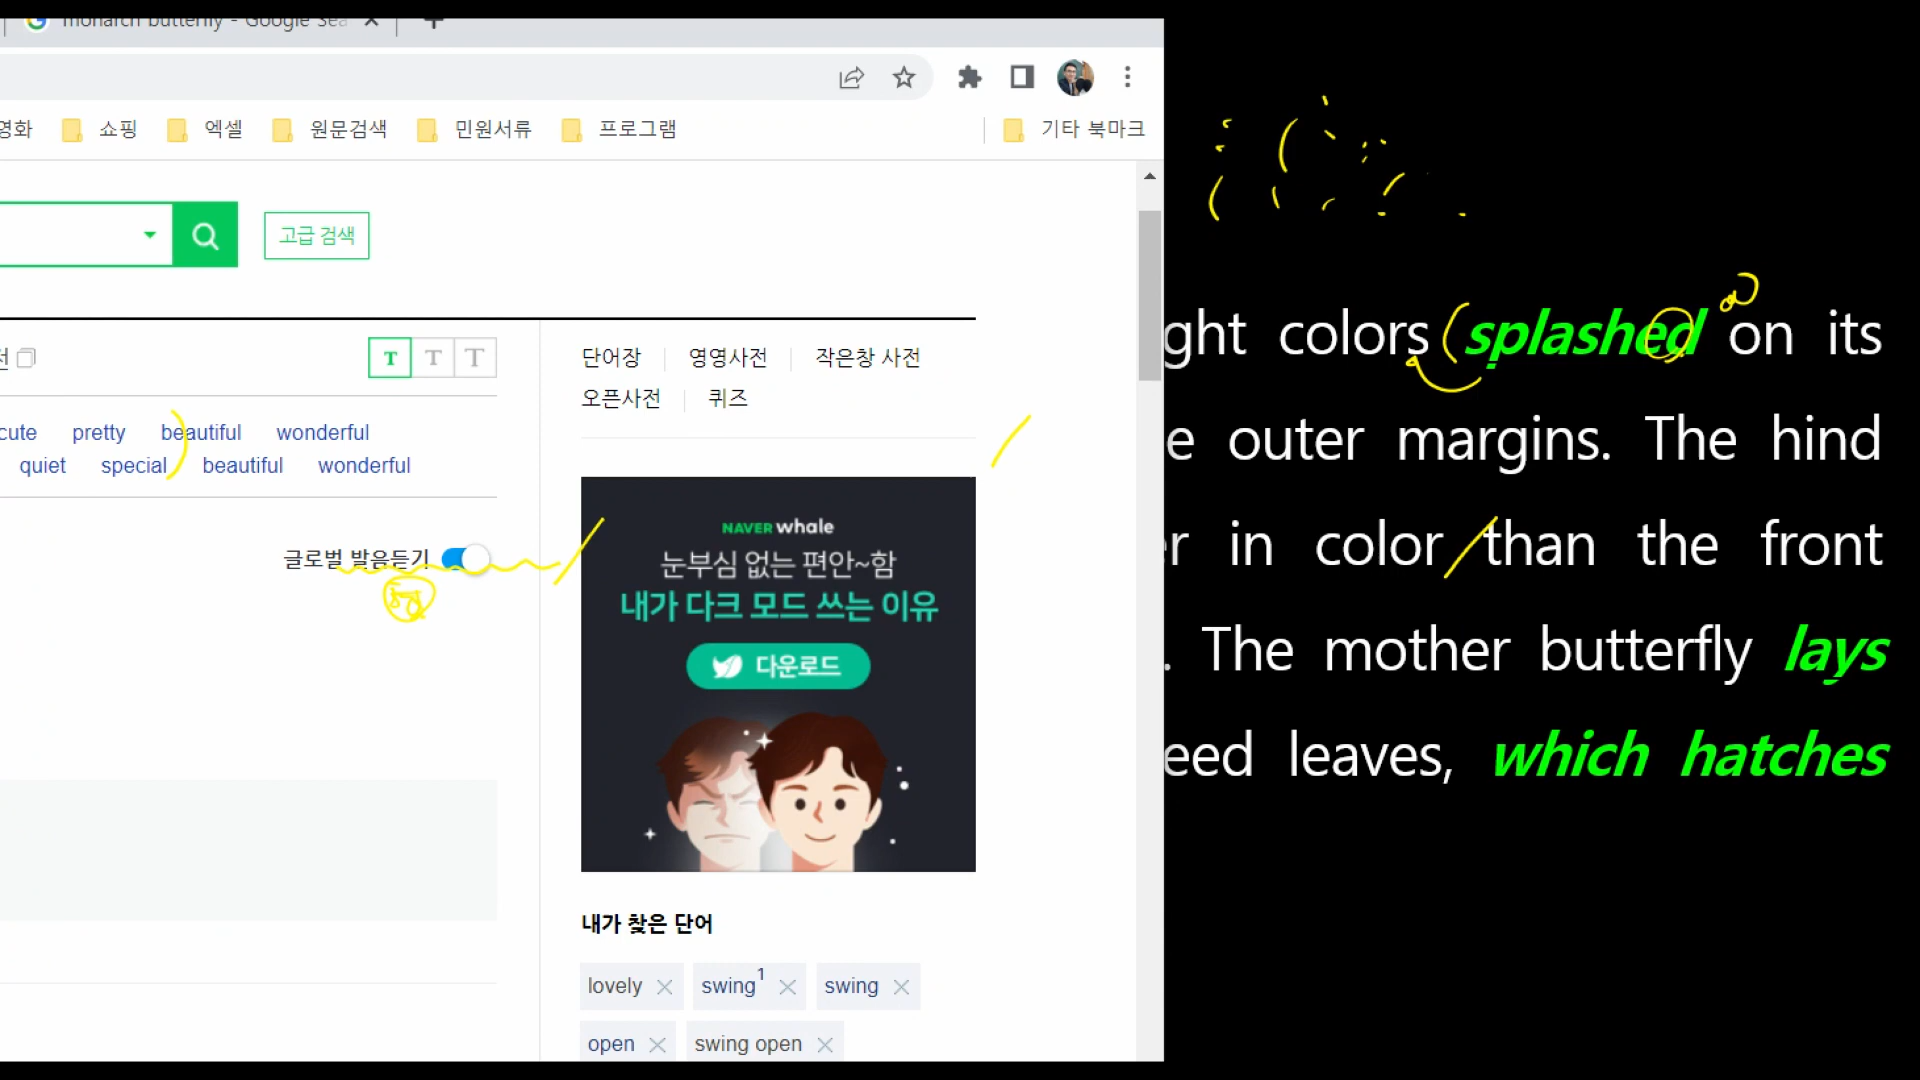 monarch butterfly - Google Sea
영화 쇼핑 엑셀 원문검색 민원서류 프로그램 기타 북마크
고급 검색
전 T T T
cute pretty beautiful wonderful
quiet special beautiful wonderful
글로벌 발음듣기
단어장 영영사전 작은창 사전
오픈사전 퀴즈
NAVER whale
눈부심 없는 편안~함
내가 다크 모드 쓰는 이유
다운로드
내가 찾은 단어
lovely swing1 swing
open swing open
ght colors splashed on its
e outer margins. The hind
r in color than the front
. The mother butterfly lays
eed leaves, which hatches